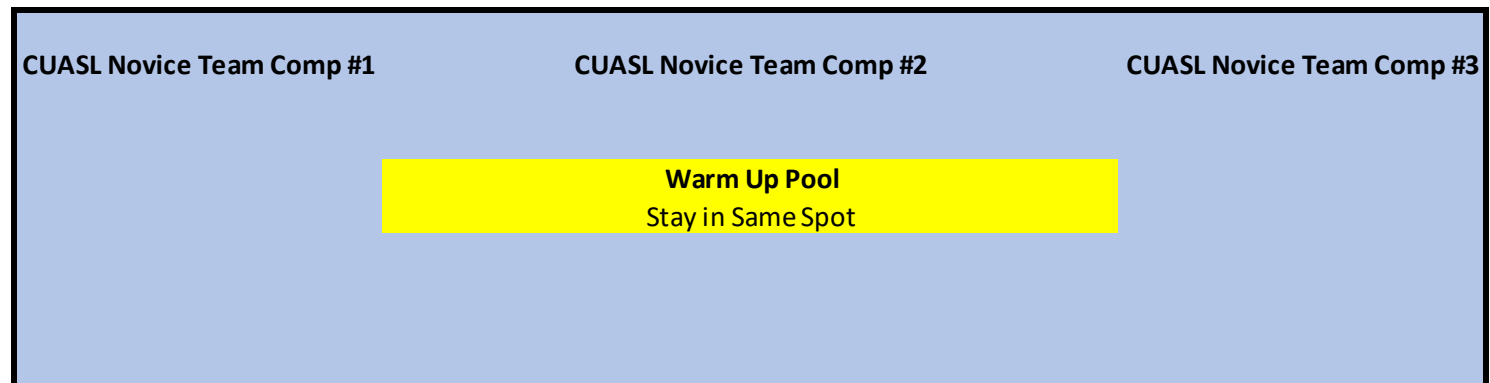 CUASL Novice Team Comp #1 CUASL Novice Team Comp #2 CUASL Novice Team Comp #3
Warm Up Pool
Stay in Same Spot